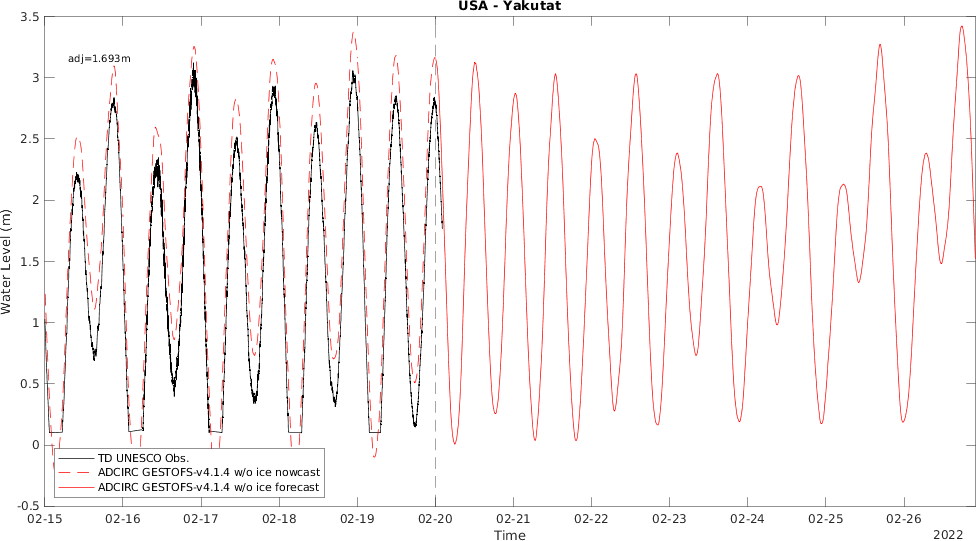 USA - Yakutat
adj=1.693m
3.5
3
2.5
2
1.5
1
0.5
0
-0.5
Water Level (m)
TD UNESCO Obs.
ADCIRC GESTOFS-v4.1.4 w/o ice nowcast
ADCIRC GESTOFS-v4.1.4 w/o ice forecast
02-15 02-16 02-17 02-18 02-19 02-20 02-21 02-22 02-23 02-24 02-25 02-26
Time
2022